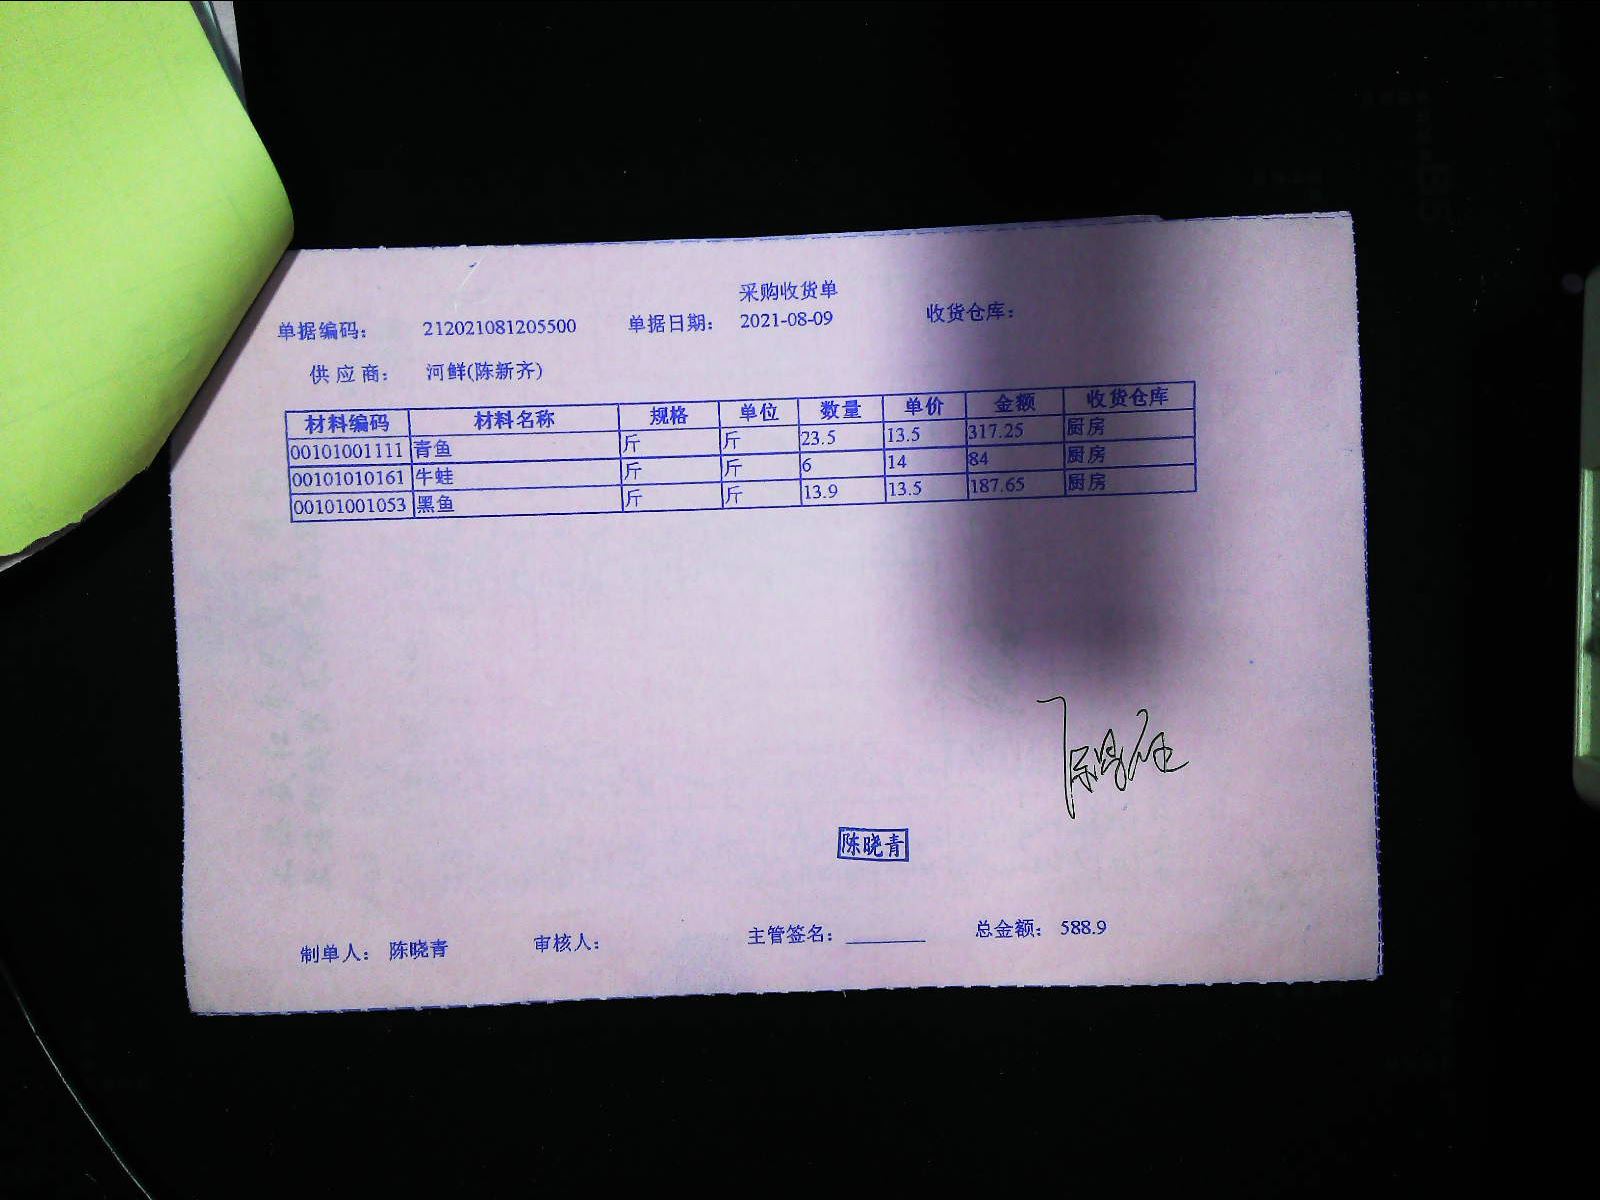 采购收货单
单据编码: 212021081205500 单据日期: 2021-08-09 收货仓库:
供应商: 河鲜(陈新齐)
材料编码 材料名称 规格 单位 数量 单价 金额 收货仓库
00101001111 青鱼 斤 斤 23.5 13.5 317.25 厨房
00101010161 牛蛙 斤 斤 6 14 84 厨房
00101001053 黑鱼 斤 斤 13.9 13.5 187.65 厨房
陈晓青
制单人: 陈晓青 审核人: 主管签名: ________ 总金额: 588.9